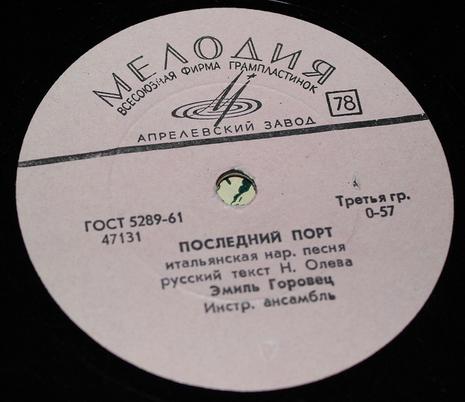 МЕЛОДИЯ
ВСЕСОЮЗНАЯ ФИРМА ГРАМПЛАСТИНОК
78
АПРЕЛЕВСКИЙ ЗАВОД
ГОСТ 5289-61
47131
Третья гр.
0-57
ПОСЛЕДНИЙ ПОРТ
итальянская нар. песня
русский текст Н. Олева
Эмиль Горовец
Инстр. ансамбль